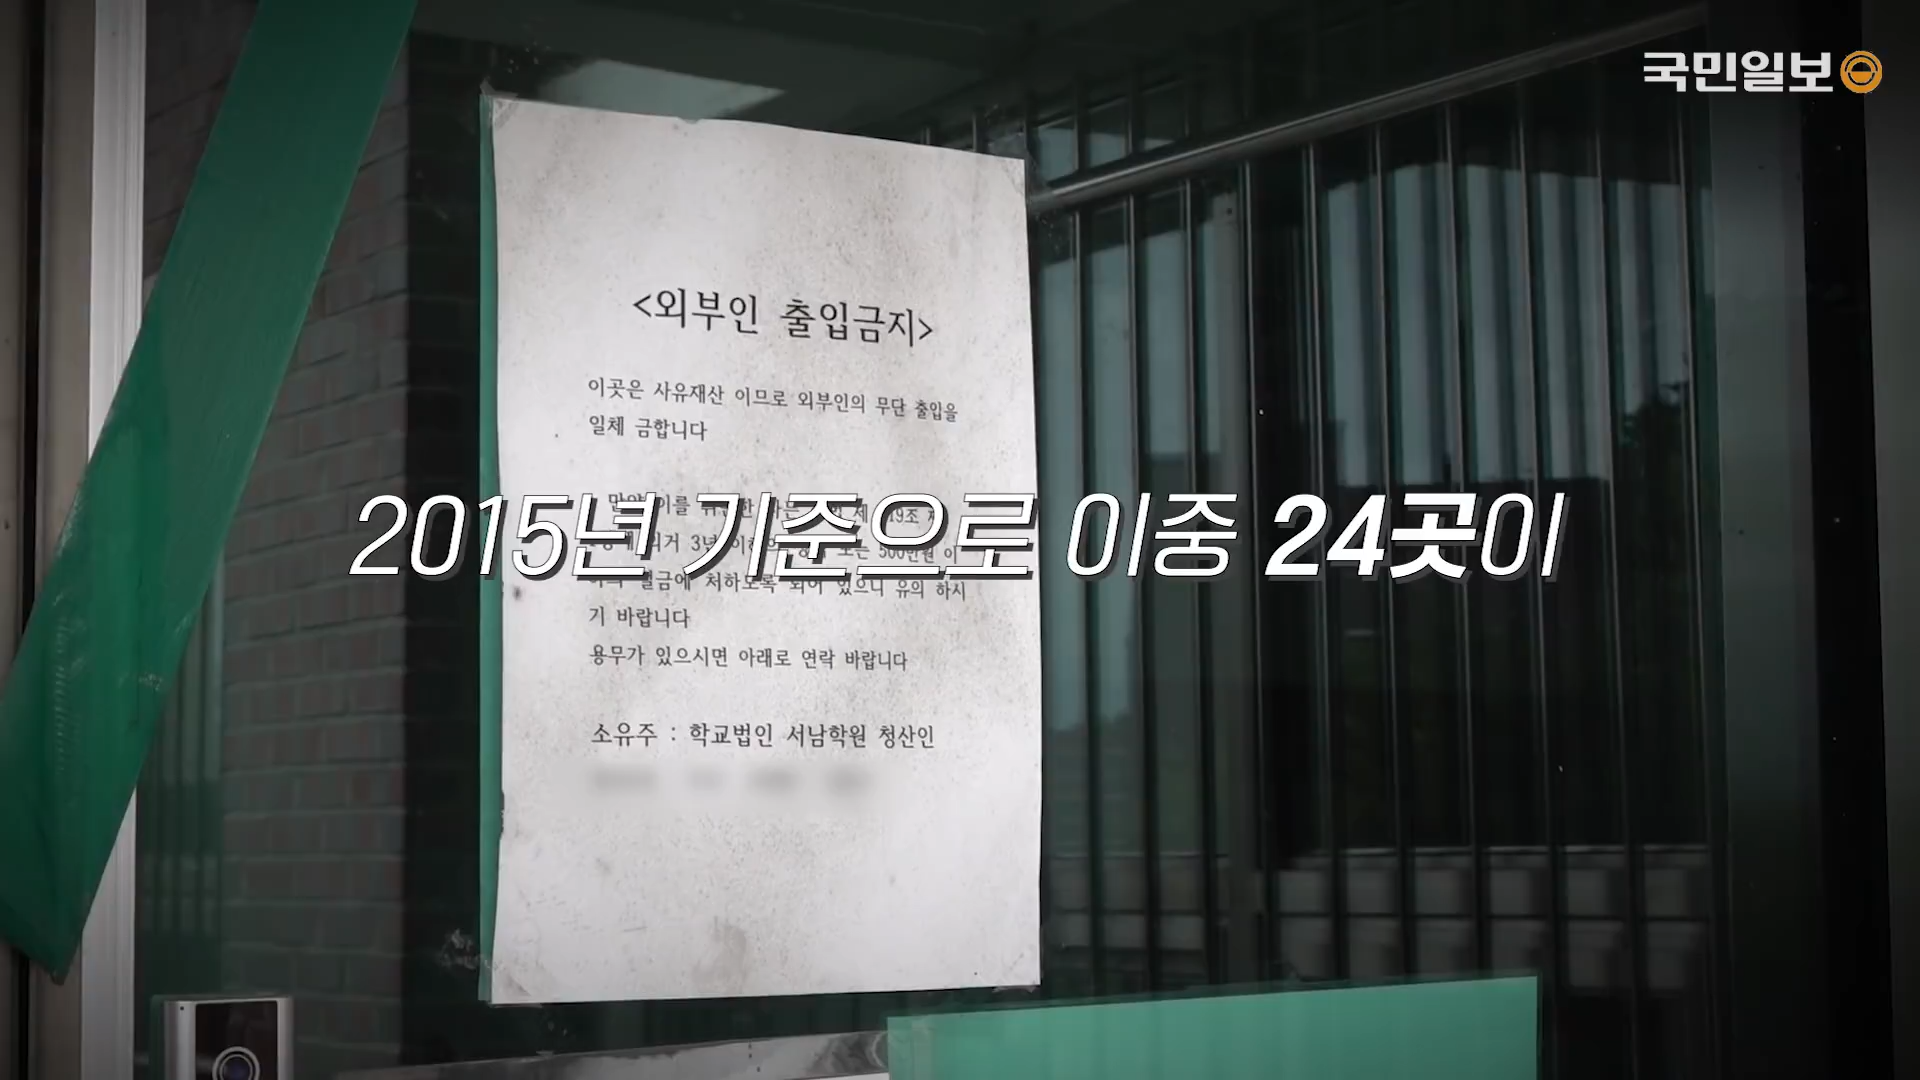 국민일보
<외부인 출입금지>
이곳은 사유재산 이므로 외부인의 무단 출입을
일체 금합니다
2015년 기준으로 이중 24곳이
기 바랍니다
용무가 있으시면 아래로 연락 바랍니다
소유주 : 학교법인 서남학원 청산인